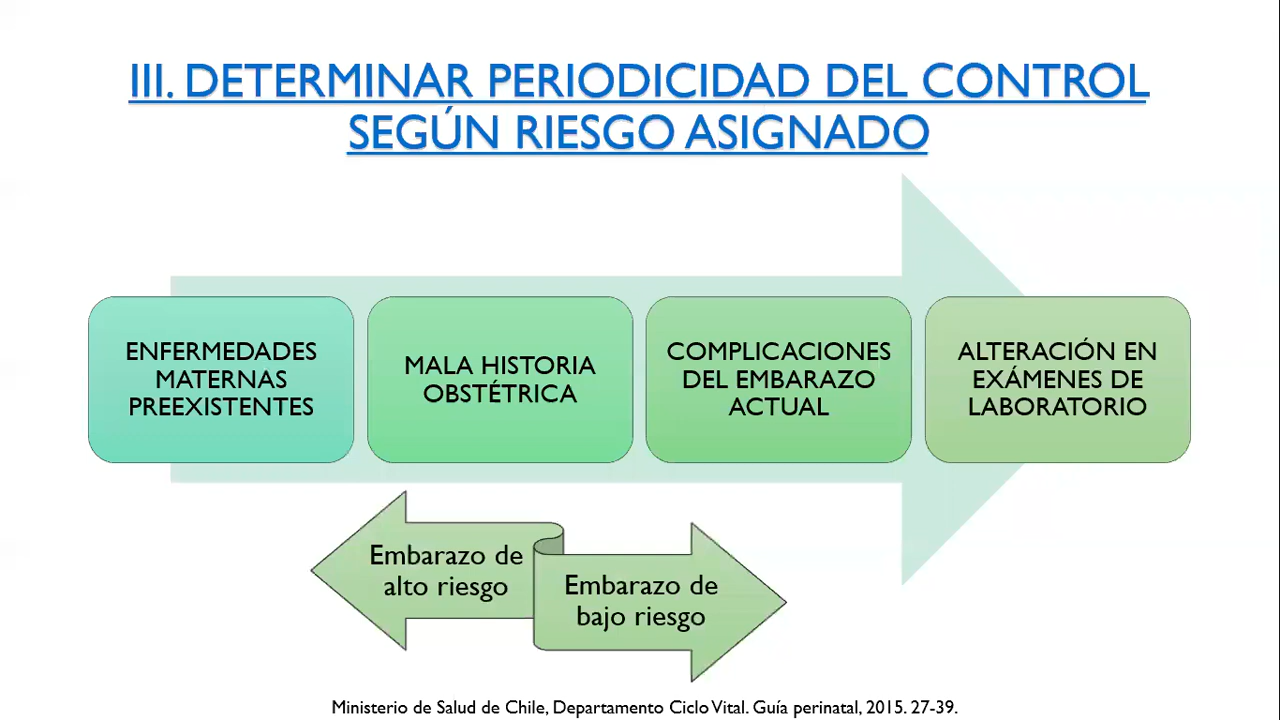 III. DETERMINAR PERIODICIDAD DEL CONTROL
SEGÚN RIESGO ASIGNADO
ENFERMEDADES
MATERNAS
PREEXISTENTES
MALA HISTORIA
OBSTÉTRICA
COMPLICACIONES
DEL EMBARAZO
ACTUAL
ALTERACIÓN EN
EXÁMENES DE
LABORATORIO
Embarazo de
alto riesgo
Embarazo de
bajo riesgo
Ministerio de Salud de Chile, Departamento Ciclo Vital. Guía perinatal, 2015. 27-39.